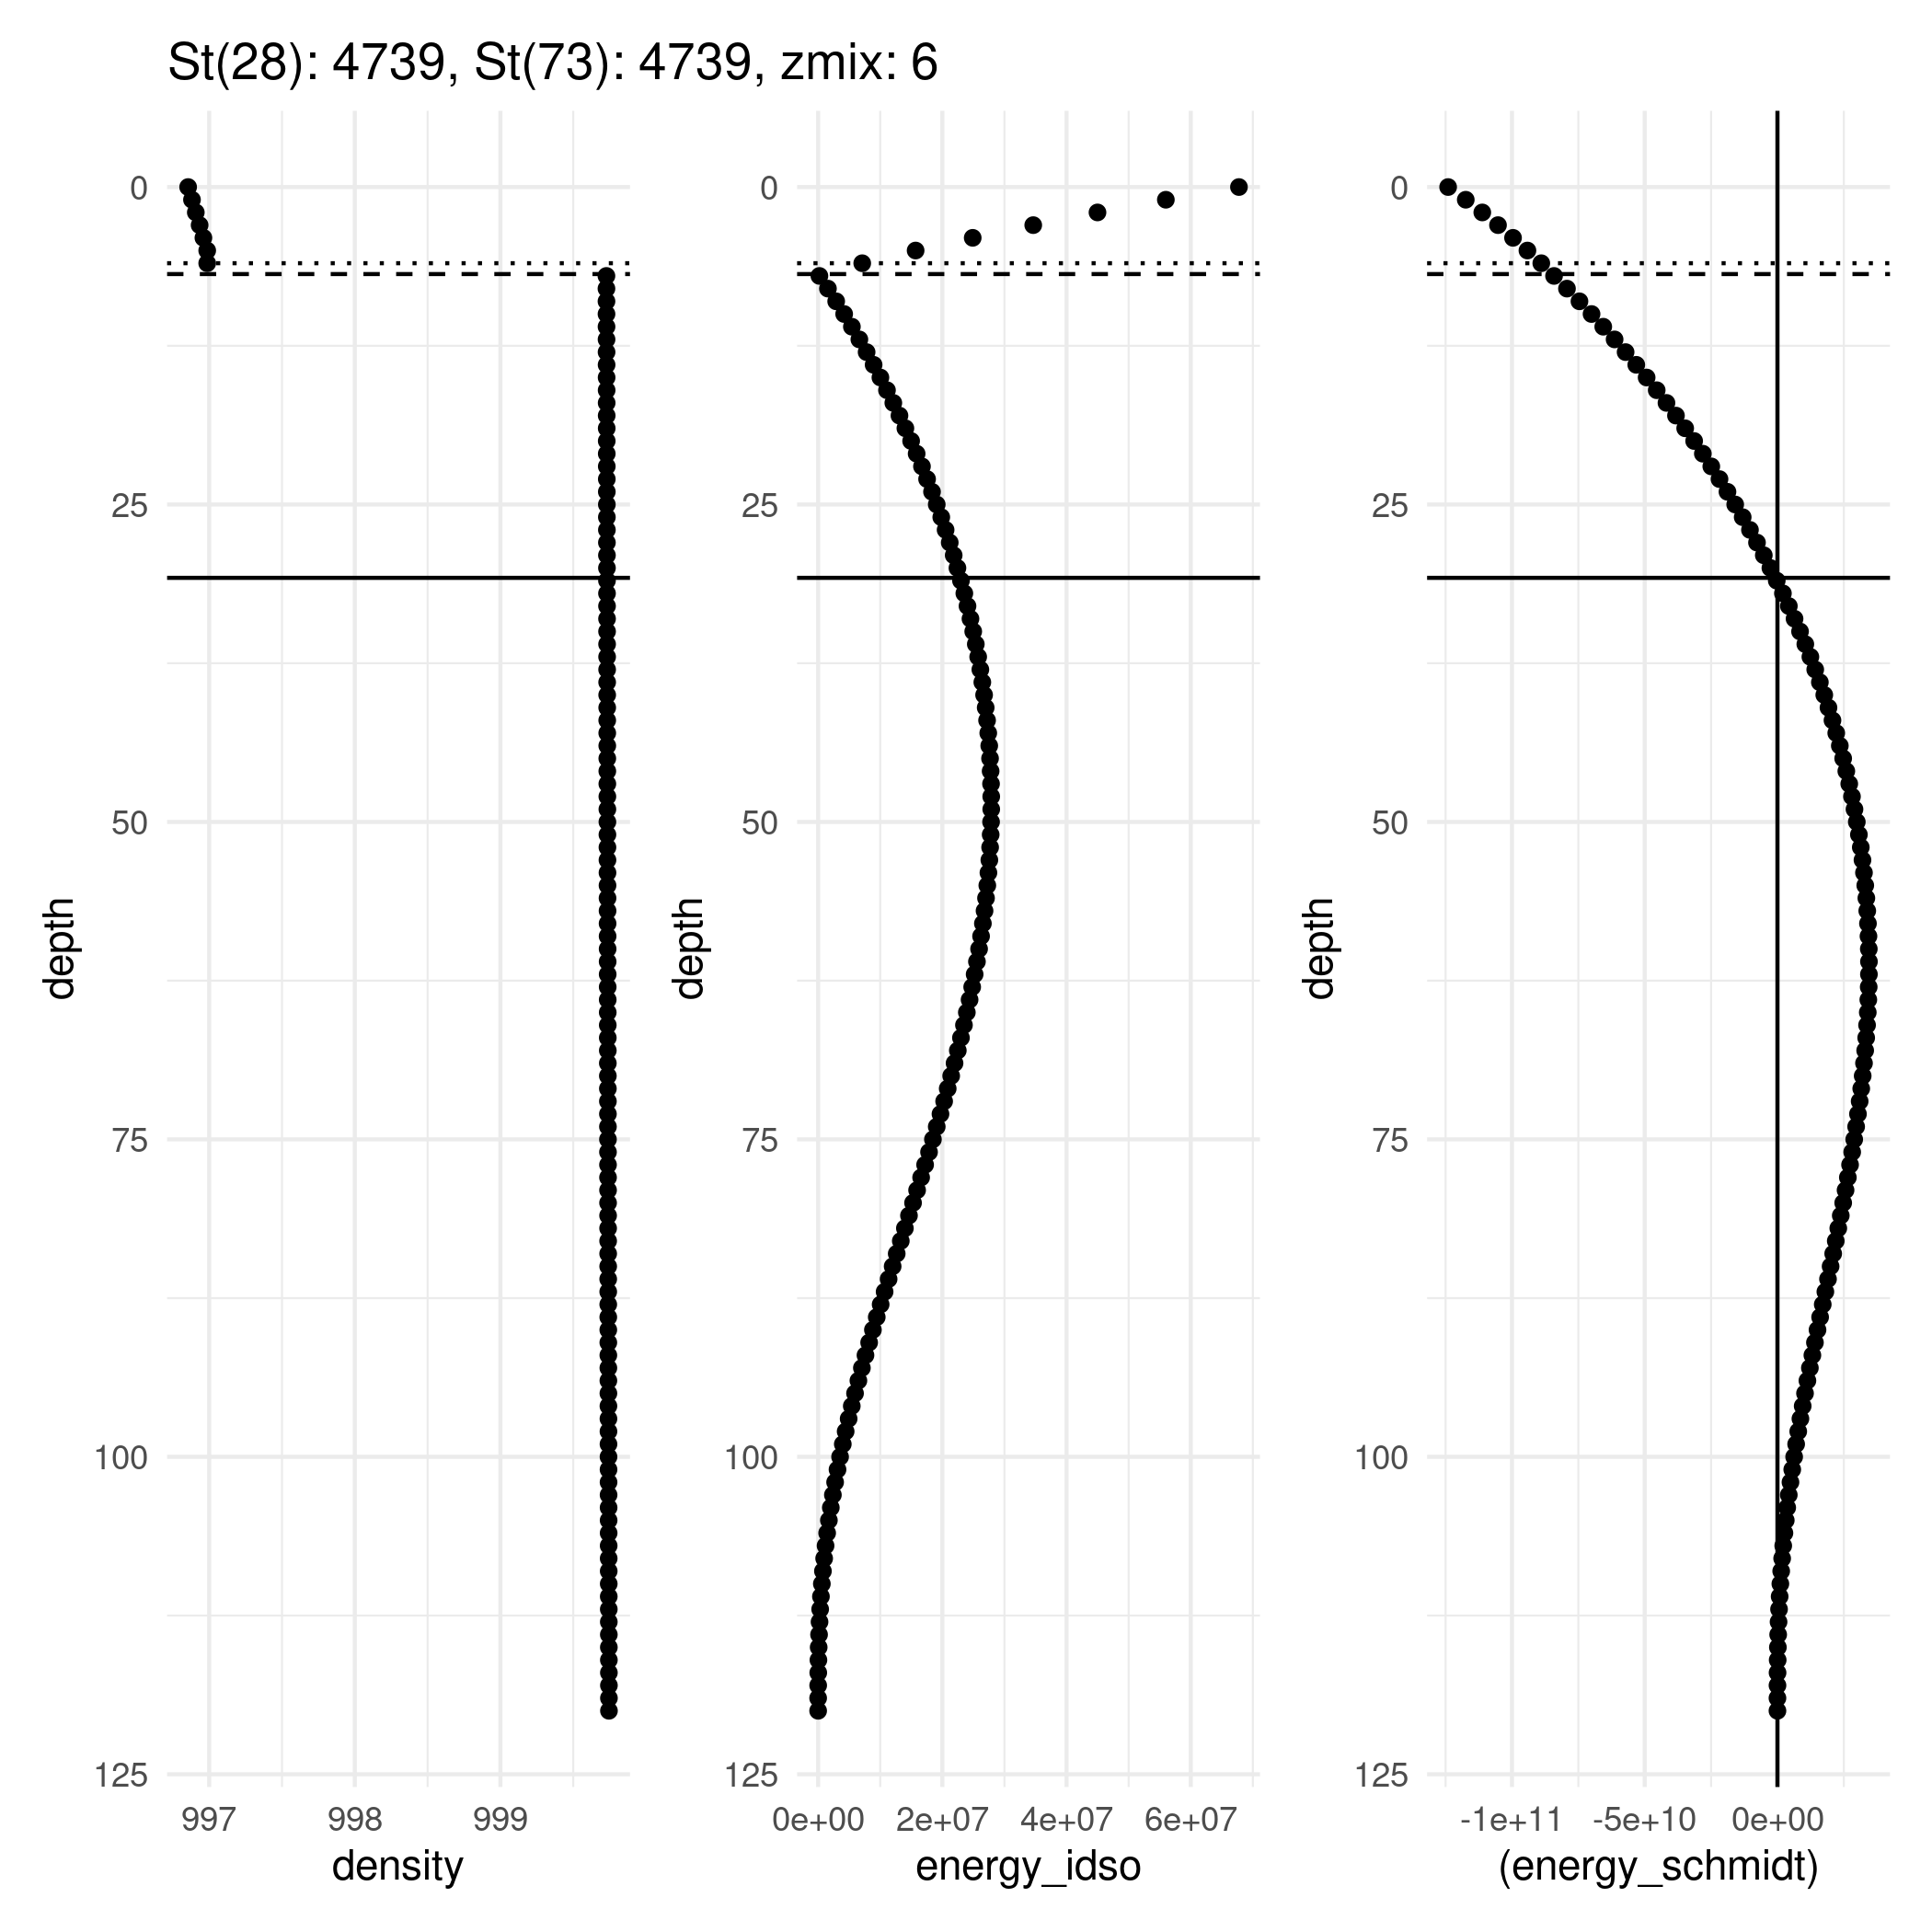 St(28): 4739, St(73): 4739, zmix: 6
0
25
50
75
100
125
depth
997 998 999
density
0
25
50
75
100
125
depth
0e+00 2e+07 4e+07 6e+07
energy_idso
0
25
50
75
100
125
depth
-1e+11 -5e+10 0e+00
(energy_schmidt)